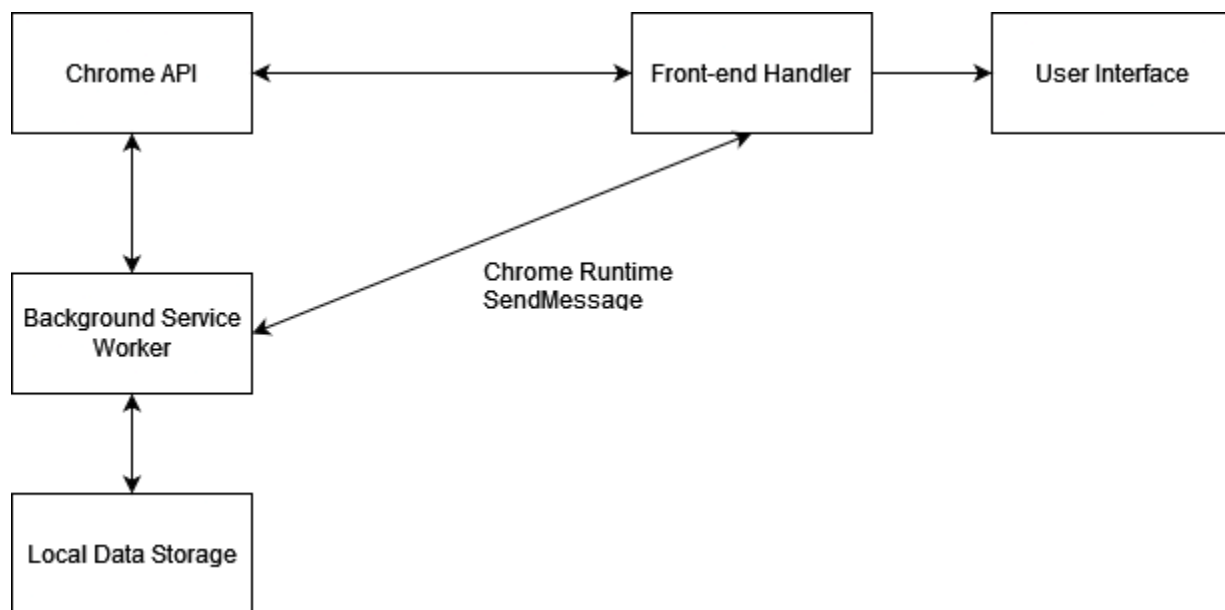 Chrome API
Front-end Handler
User Interface
Chrome Runtime
SendMessage
Background Service
Worker
Local Data Storage